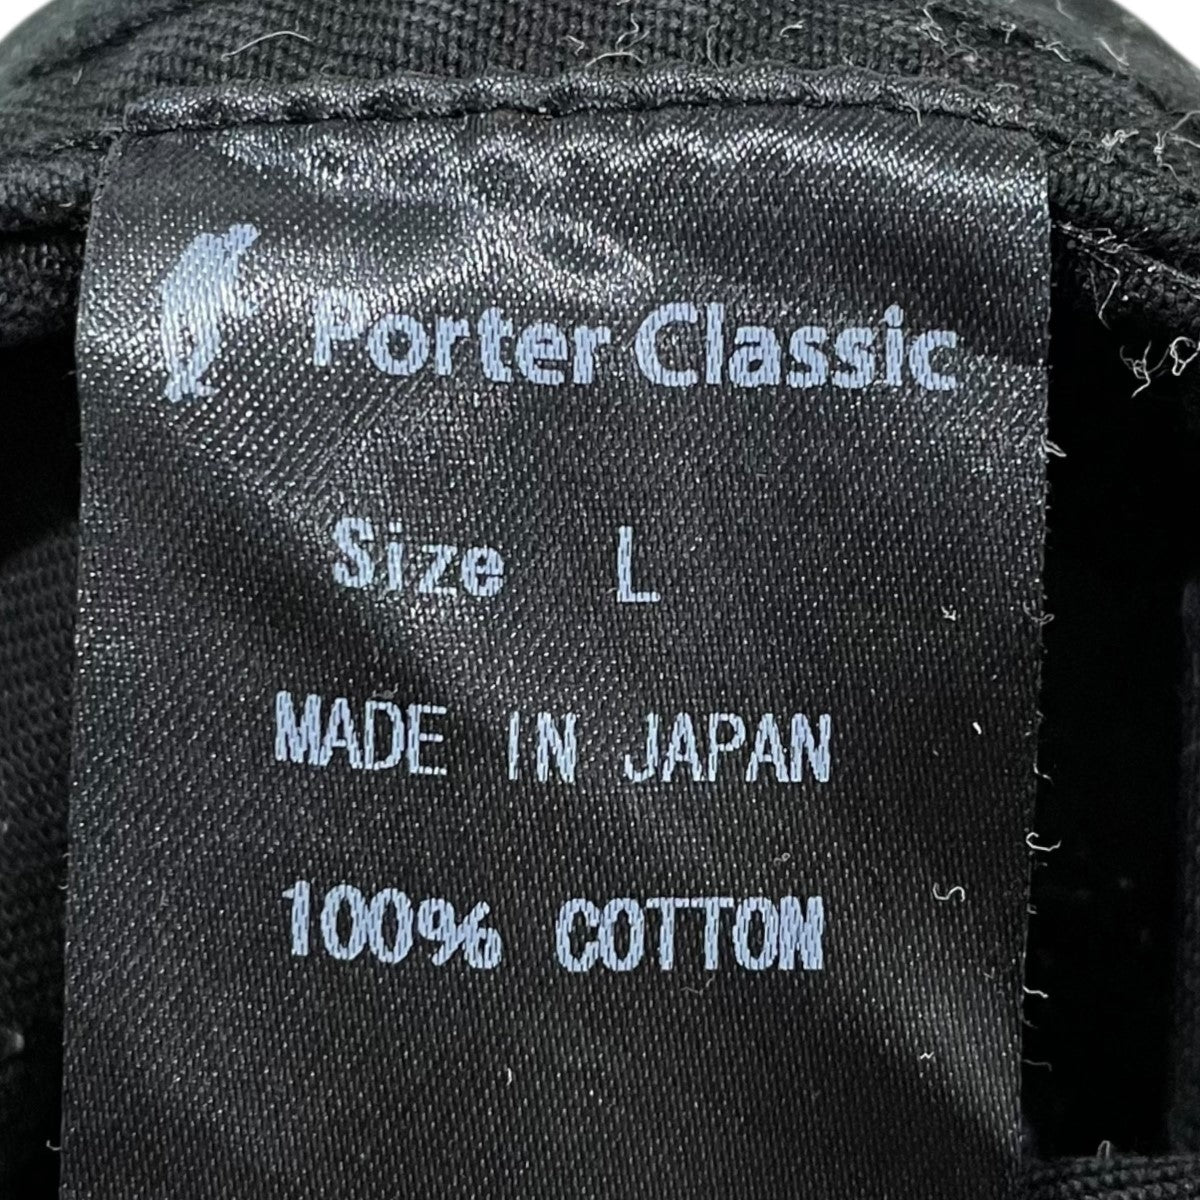 Porter Classic
Size L
MADE IN JAPAN
100% COTTON